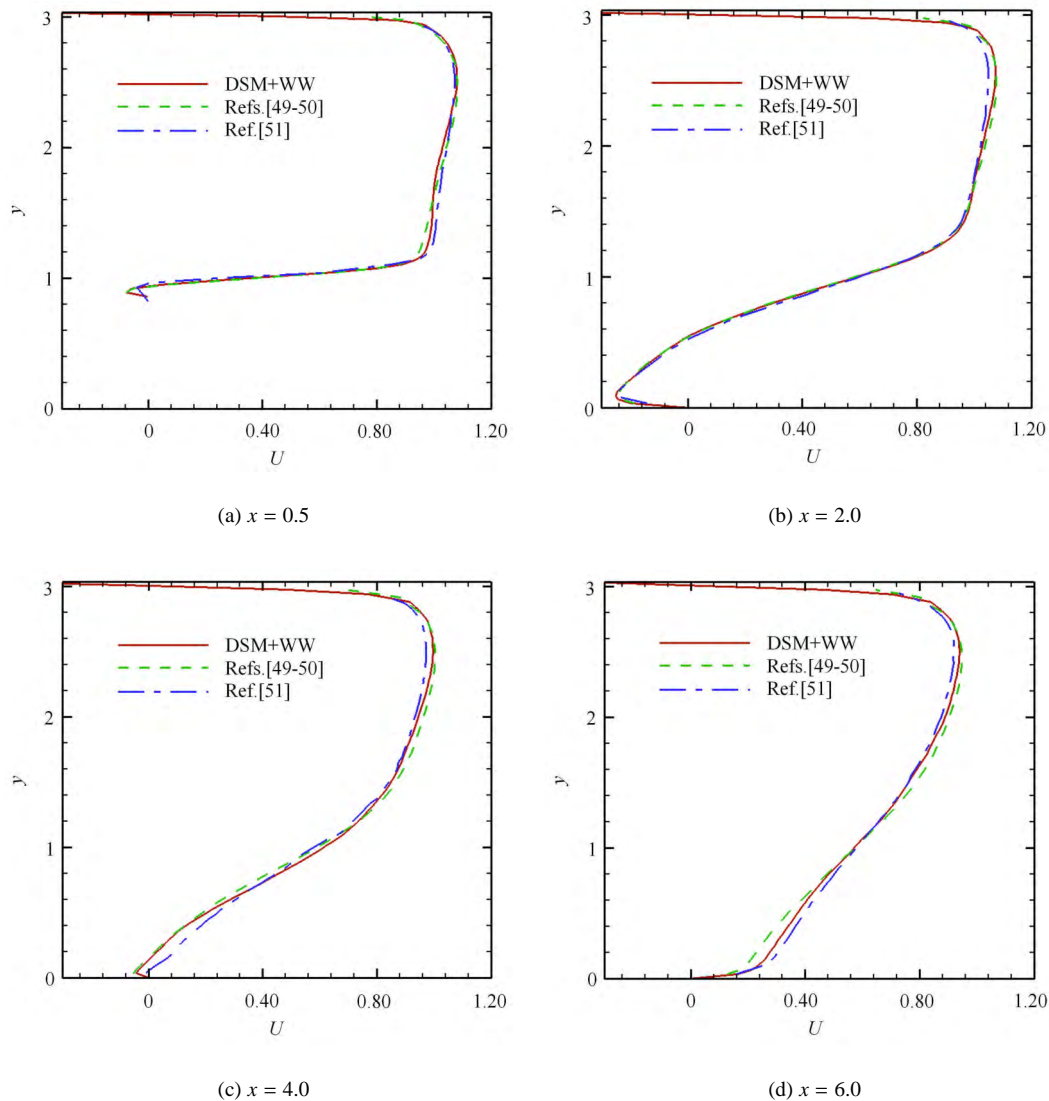 3
DSM+WW
Refs.[49-50]
Ref.[51]
2
y
1
0
0 0.40 0.80 1.20
U
(a) x = 0.5
3
DSM+WW
Refs.[49-50]
Ref.[51]
2
y
1
0
0 0.40 0.80 1.20
U
(b) x = 2.0
3
DSM+WW
Refs.[49-50]
Ref.[51]
2
y
1
0
0 0.40 0.80 1.20
U
(c) x = 4.0
3
DSM+WW
Refs.[49-50]
Ref.[51]
2
y
1
0
0 0.40 0.80 1.20
U
(d) x = 6.0